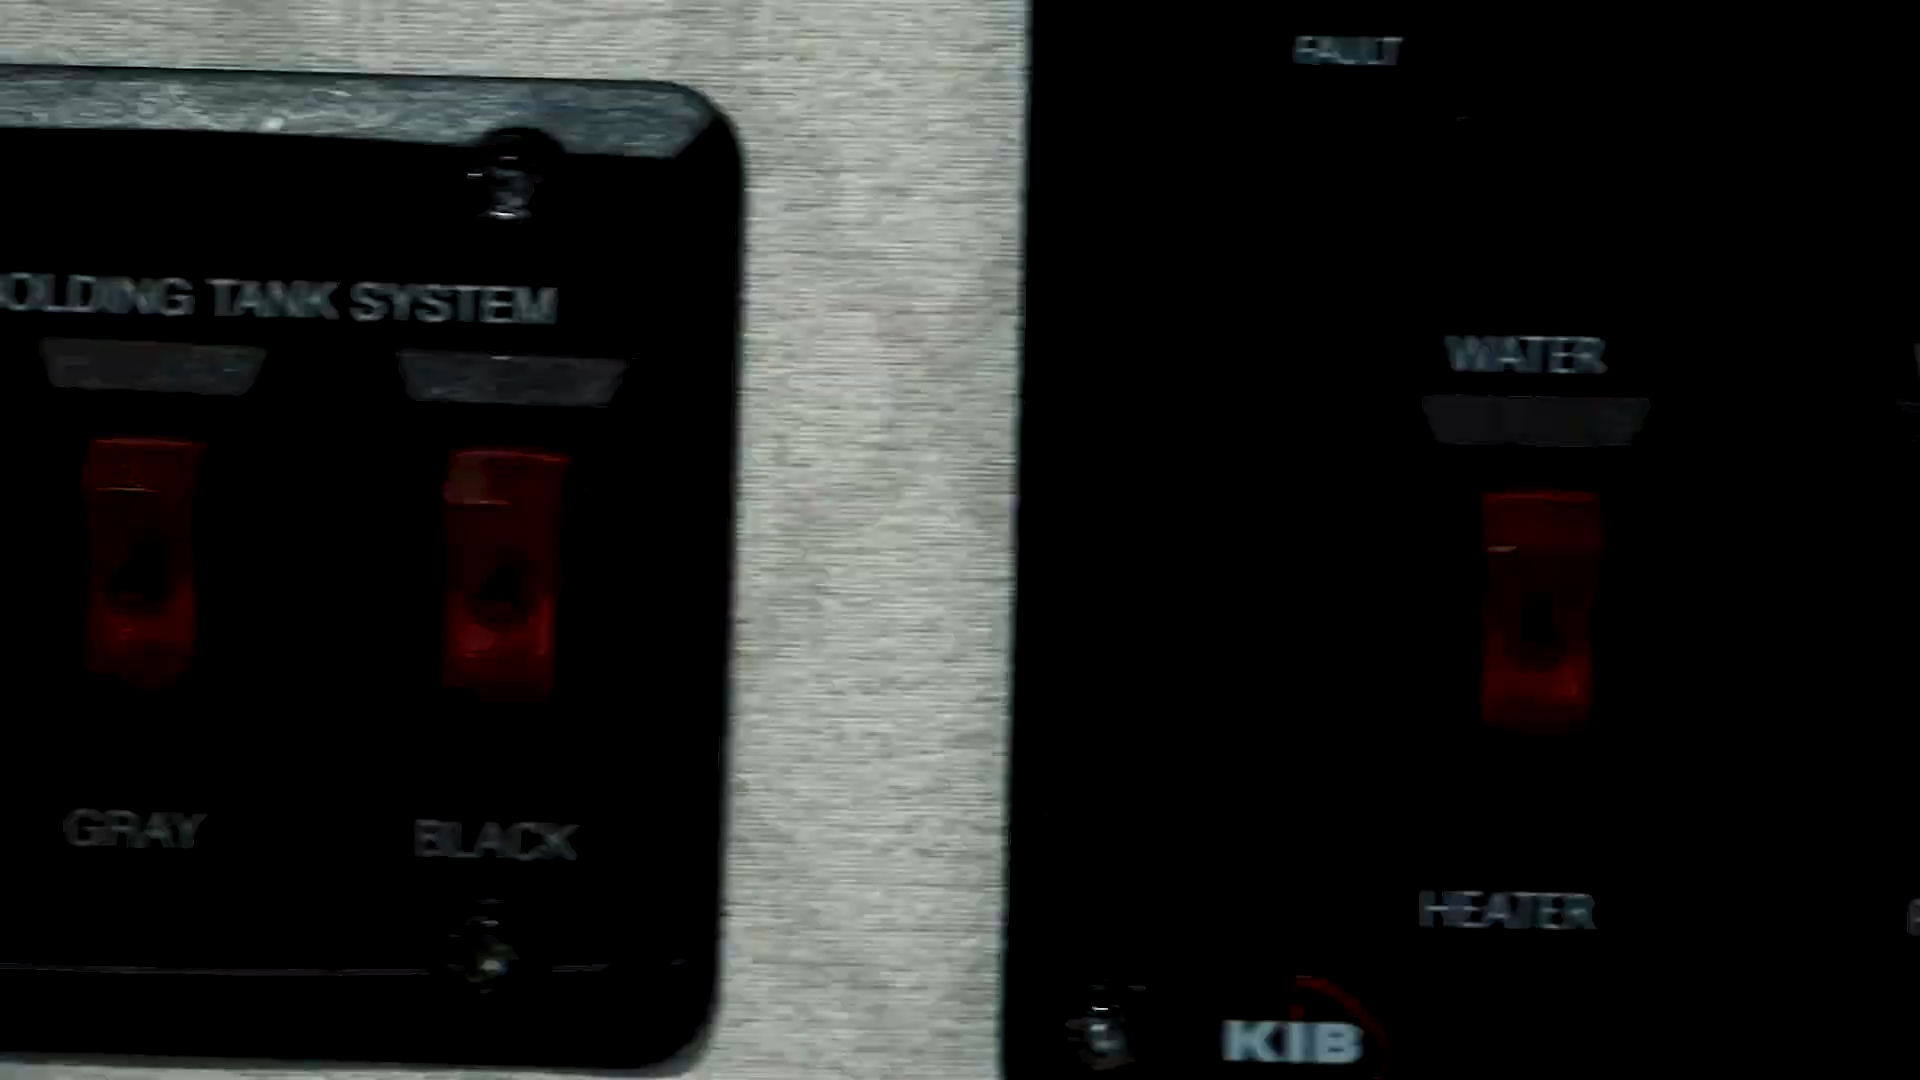 OLDING TANK SYSTEM
GRAY
BLACK
FAULT
WATER
HEATER
KIB